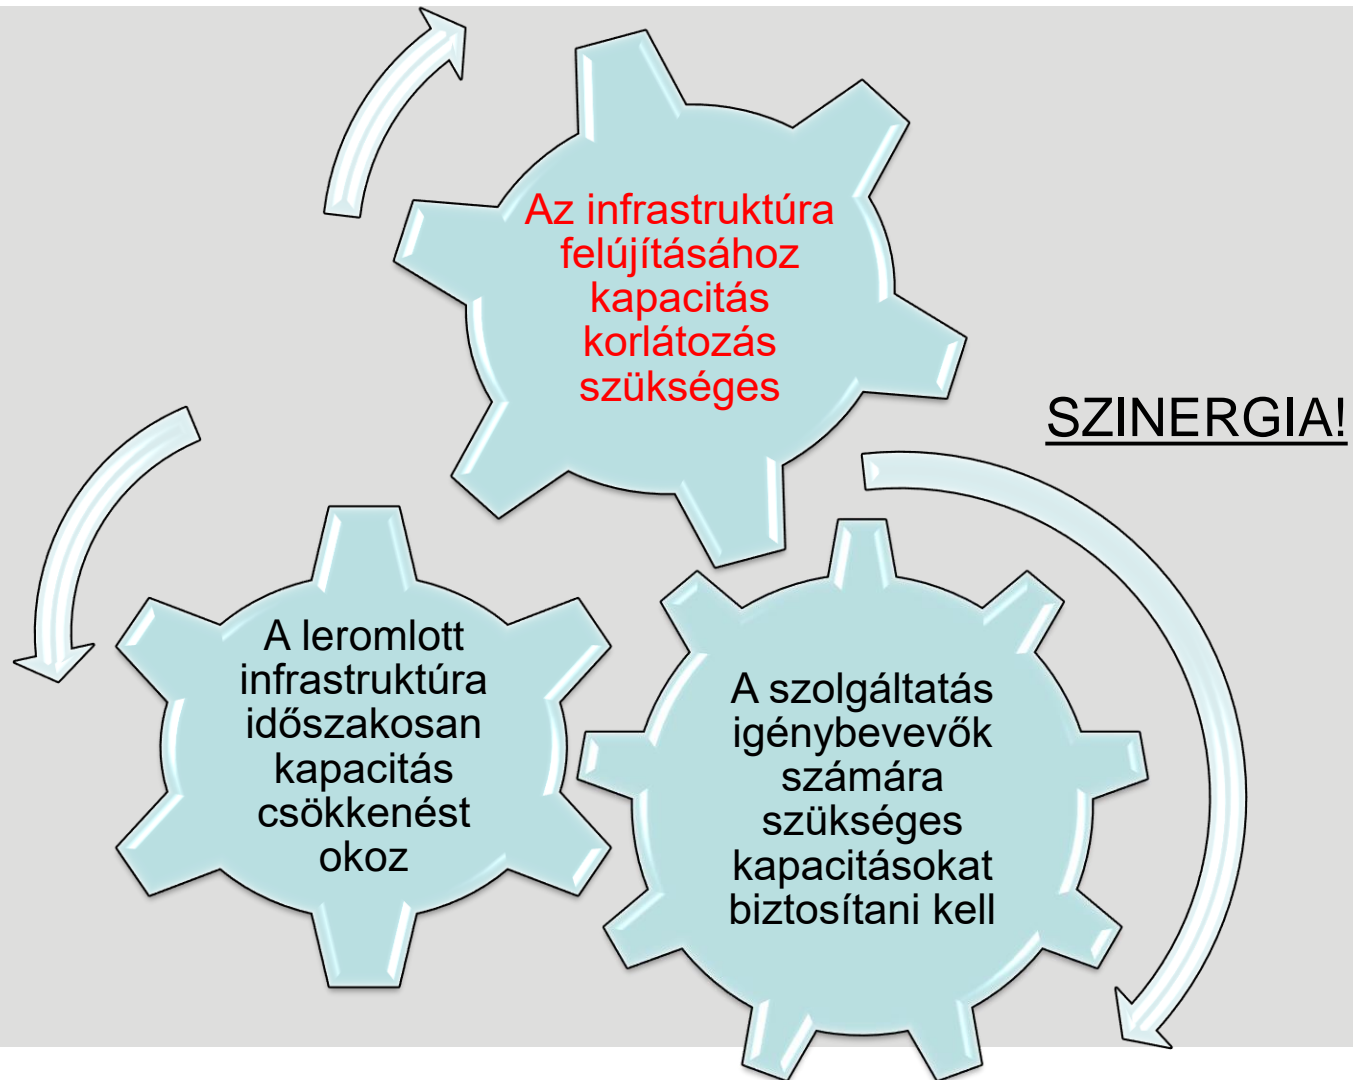 Az infrastruktúra
felújításához
kapacitás
korlátozás
szükséges
SZINERGIA!
A leromlott
infrastruktúra
időszakosan
kapacitás
csökkenést
okoz
A szolgáltatás
igénybevevők
számára
szükséges
kapacitásokat
biztosítani kell